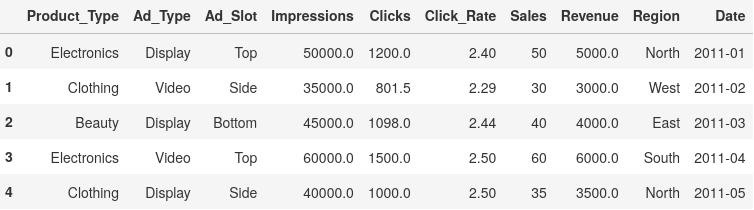 Product_Type Ad_Type Ad_Slot Impressions Clicks Click_Rate Sales Revenue Region Date
0 Electronics Display Top 50000.0 1200.0 2.40 50 5000.0 North 2011-01
1 Clothing Video Side 35000.0 801.5 2.29 30 3000.0 West 2011-02
2 Beauty Display Bottom 45000.0 1098.0 2.44 40 4000.0 East 2011-03
3 Electronics Video Top 60000.0 1500.0 2.50 60 6000.0 South 2011-04
4 Clothing Display Side 40000.0 1000.0 2.50 35 3500.0 North 2011-05